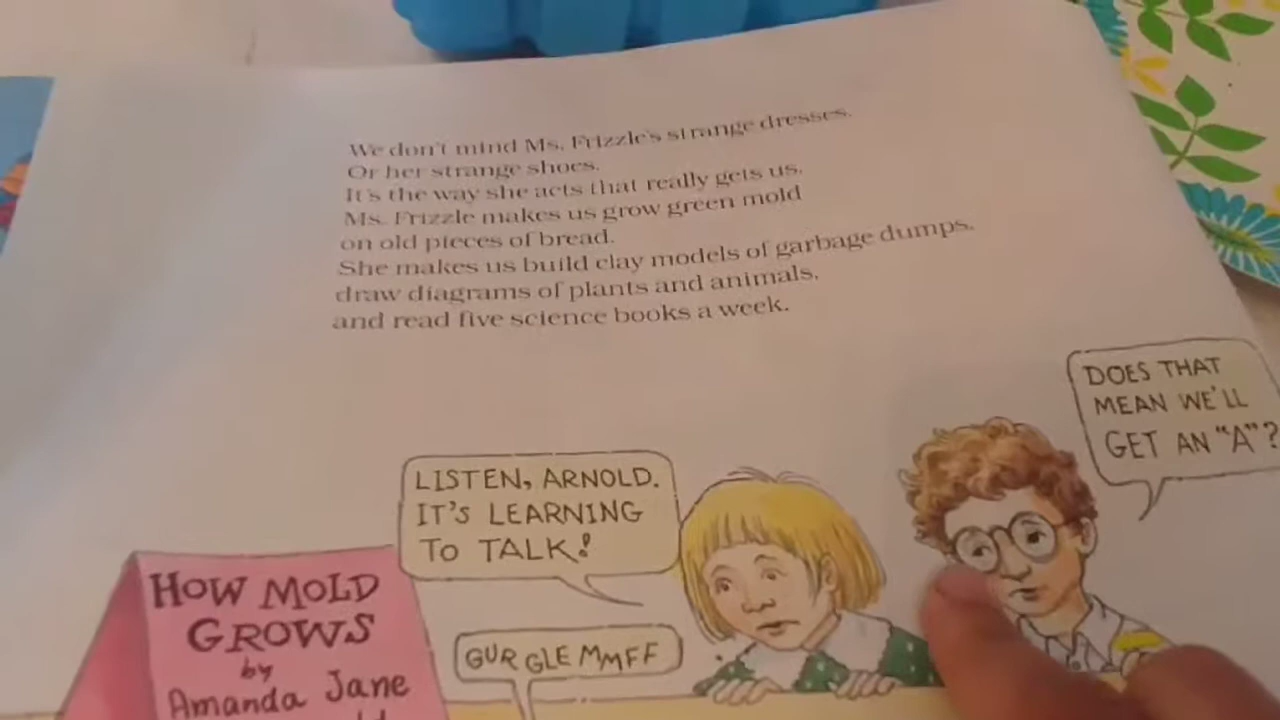 We don't mind Ms. Frizzle's strange dresses.
Or her strange shoes.
It's the way she acts that really gets us.
Ms. Frizzle makes us grow green mold
on old pieces of bread.
She makes us build clay models of garbage dumps,
draw diagrams of plants and animals,
and read five science books a week.
DOES THAT
MEAN WE'LL
GET AN "A"?
LISTEN, ARNOLD.
IT'S LEARNING
TO TALK!
GURGLE MMFF
HOW MOLD
GROWS
by
Amanda Jane